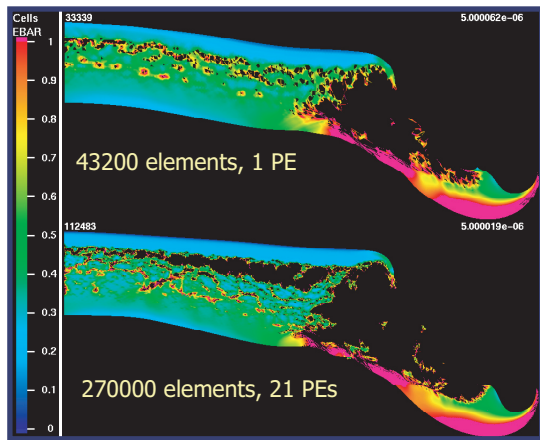 Cells
EBAR
1
0.9
0.8
0.7
0.6
0.5
0.4
0.3
0.2
0.1
0
33339
5.000062e-06
43200 elements, 1 PE
112483
5.000019e-06
270000 elements, 21 PEs